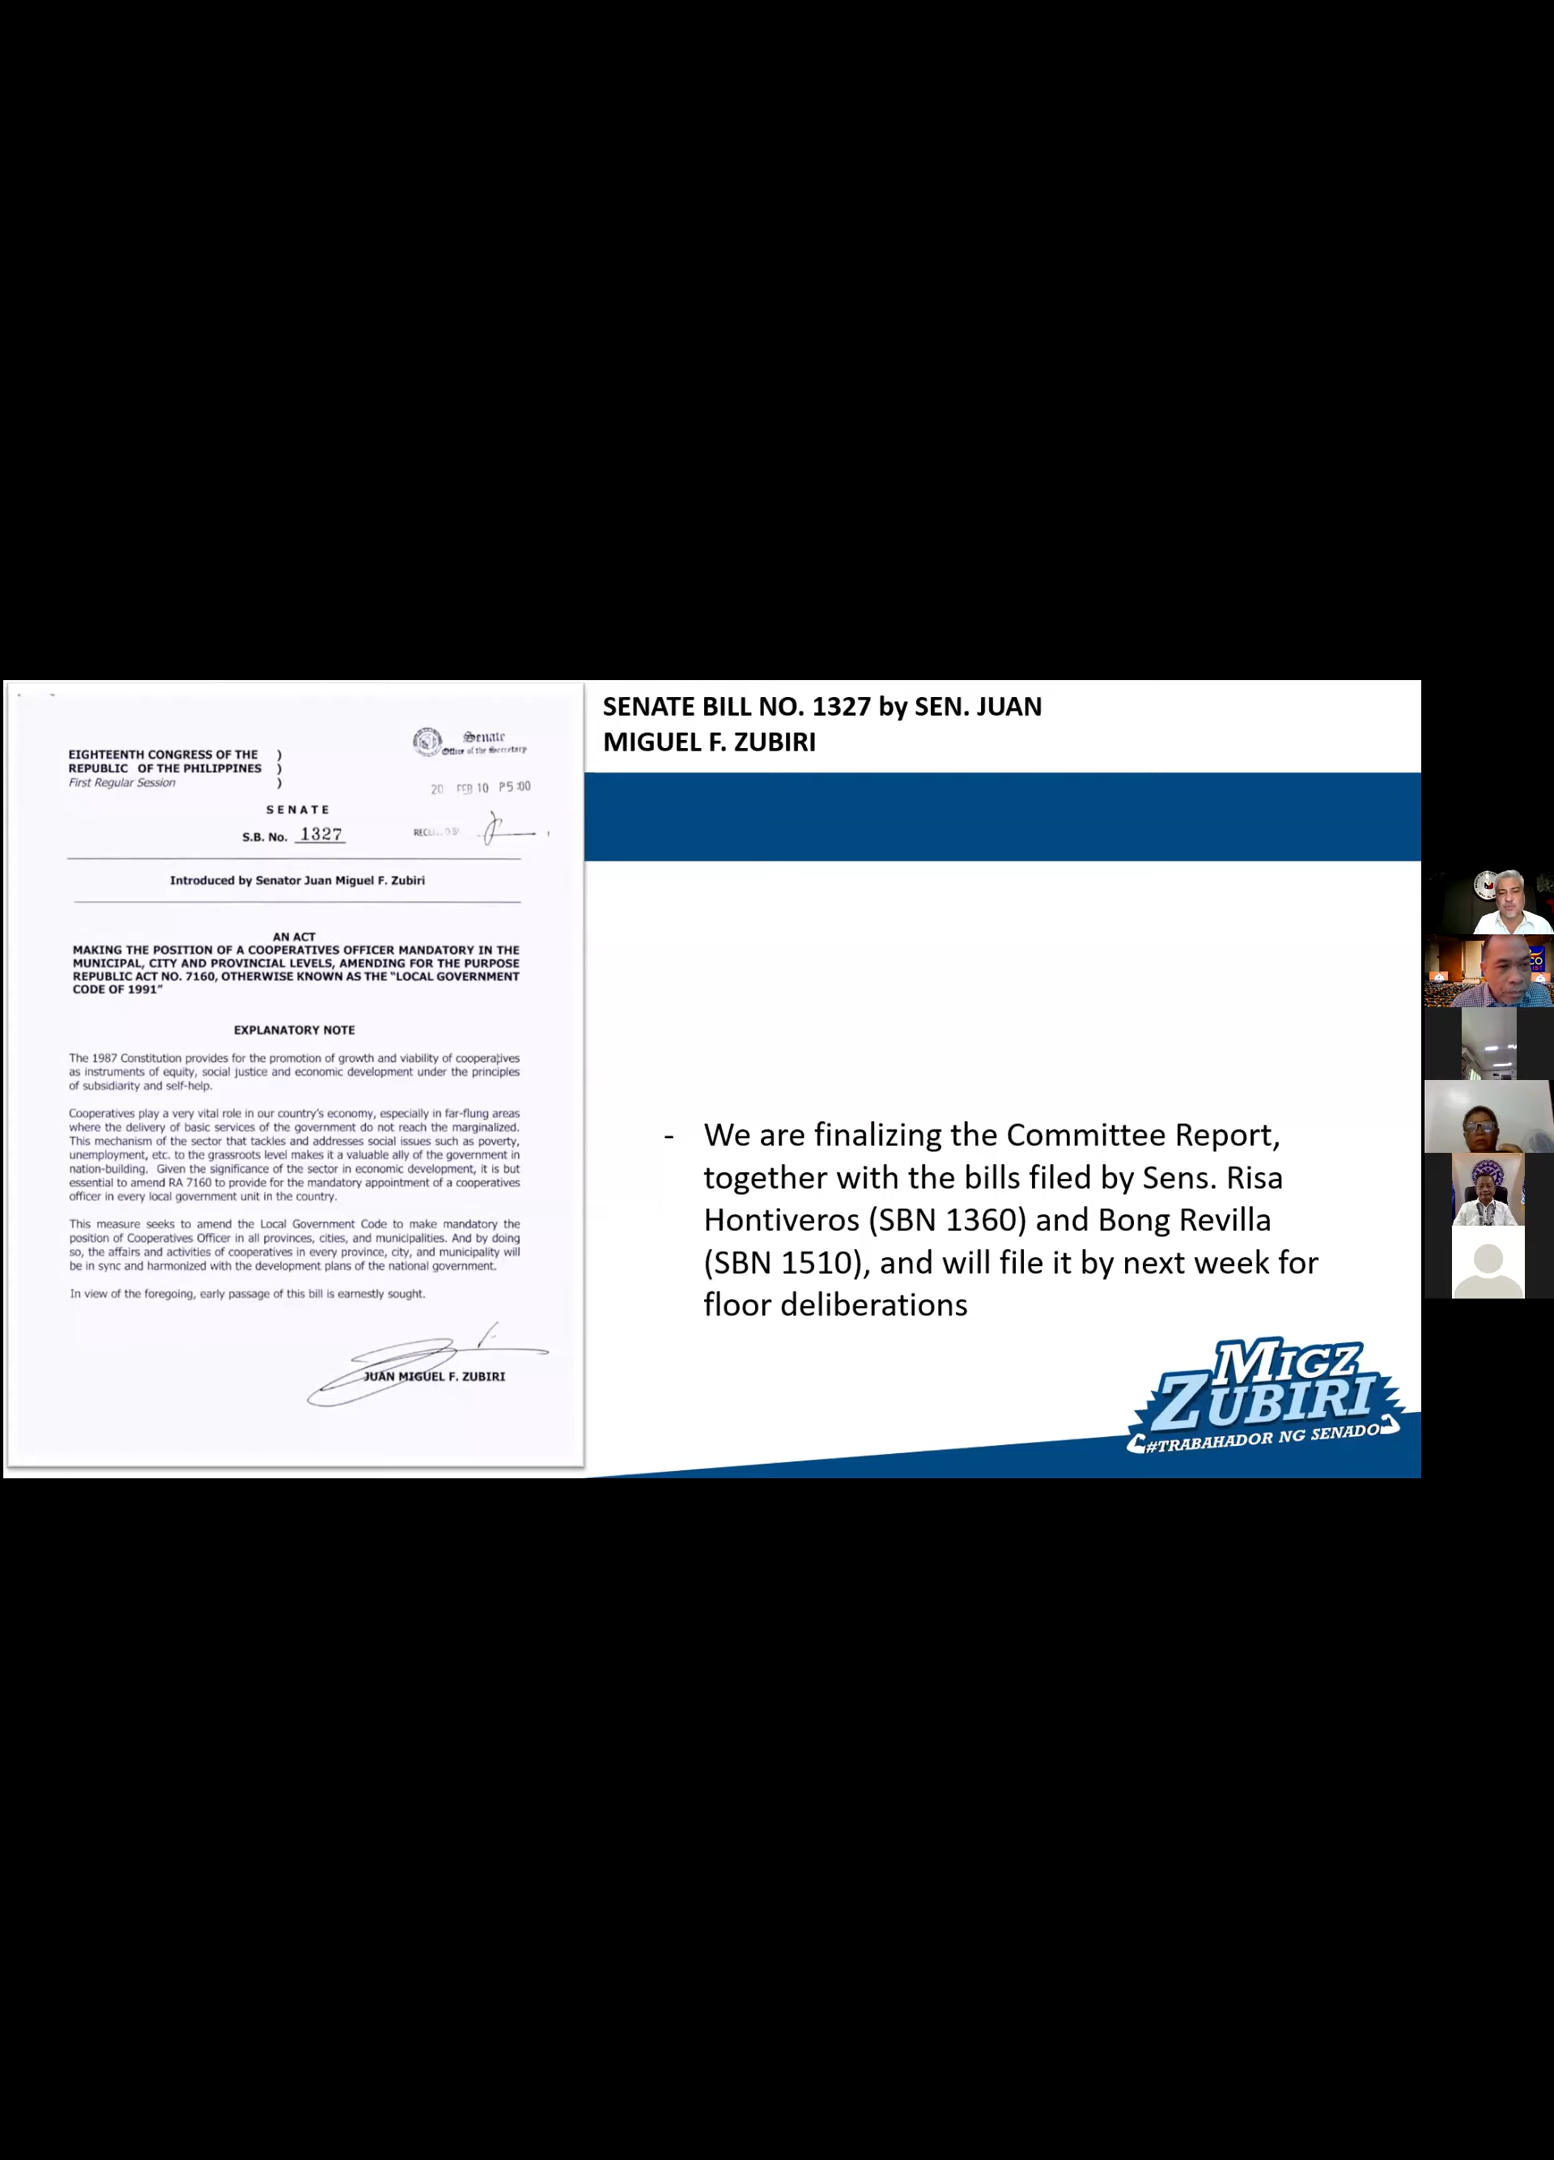 EIGHTEENTH CONGRESS OF THE )
REPUBLIC OF THE PHILIPPINES )
First Regular Session )
Senate
Office of the Secretary
20 FEB 10 P5:00
SENATE
S.B. No. 1327
Introduced by Senator Juan Miguel F. Zubiri
AN ACT
MAKING THE POSITION OF A COOPERATIVES OFFICER MANDATORY IN THE
MUNICIPAL, CITY AND PROVINCIAL LEVELS, AMENDING FOR THE PURPOSE
REPUBLIC ACT NO. 7160, OTHERWISE KNOWN AS THE "LOCAL GOVERNMENT
CODE OF 1991"
EXPLANATORY NOTE
The 1987 Constitution provides for the promotion of growth and viability of cooperatives
as instruments of equity, social justice and economic development under the principles
of subsidiarity and self-help.
Cooperatives play a very vital role in our country's economy, especially in far-flung areas
where the delivery of basic services of the government do not reach the marginalized.
This mechanism of the sector that tackles and addresses social issues such as poverty,
unemployment, etc. to the grassroots level makes it a valuable ally of the government in
nation-building. Given the significance of the sector in economic development, it is but
essential to amend RA 7160 to provide for the mandatory appointment of a cooperatives
officer in every local government unit in the country.
This measure seeks to amend the Local Government Code to make mandatory the
position of Cooperatives Officer in all provinces, cities, and municipalities. And by doing
so, the affairs and activities of cooperatives in every province, city, and municipality will
be in sync and harmonized with the development plans of the national government.
In view of the foregoing, early passage of this bill is earnestly sought.
JUAN MIGUEL F. ZUBIRI
SENATE BILL NO. 1327 by SEN. JUAN
MIGUEL F. ZUBIRI
- We are finalizing the Committee Report,
together with the bills filed by Sens. Risa
Hontiveros (SBN 1360) and Bong Revilla
(SBN 1510), and will file it by next week for
floor deliberations
MIGZ
ZUBIRI
#TRABAHADOR NG SENADO